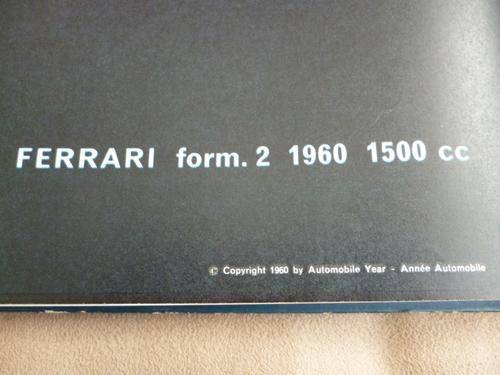 FERRARI form. 2 1960 1500 cc
© Copyright 1960 by Automobile Year - Année Automobile